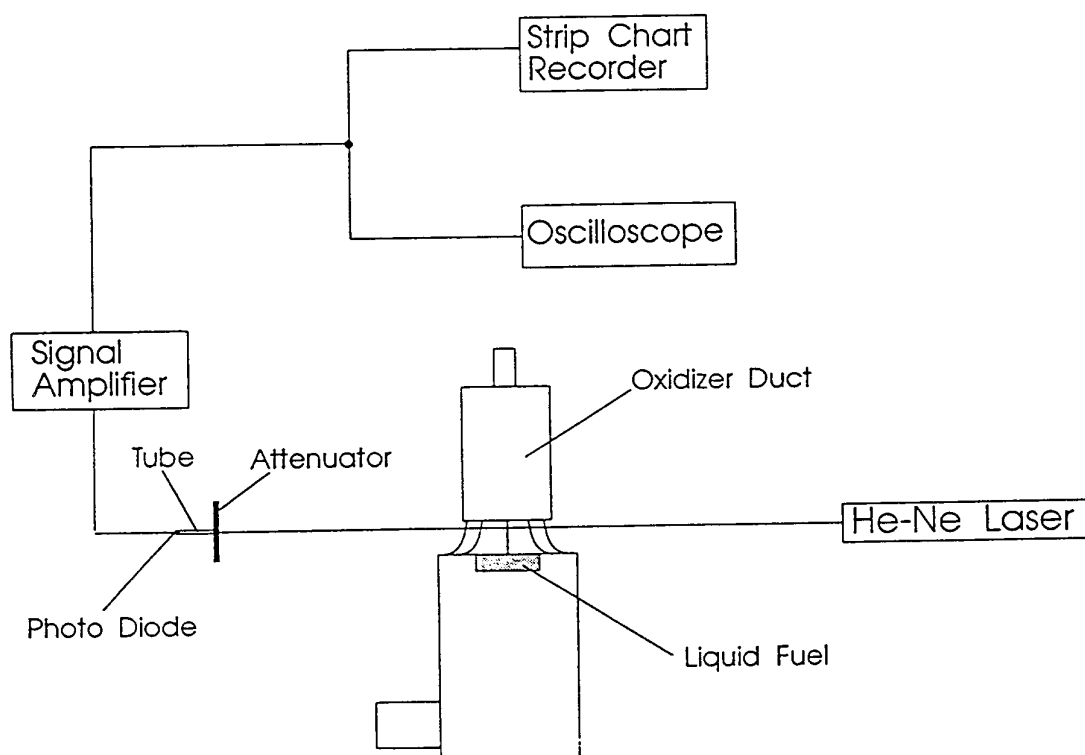 Strip Chart
Recorder
Oscilloscope
Signal
Amplifier
Oxidizer Duct
Tube
Attenuator
He-Ne Laser
Photo Diode
Liquid Fuel